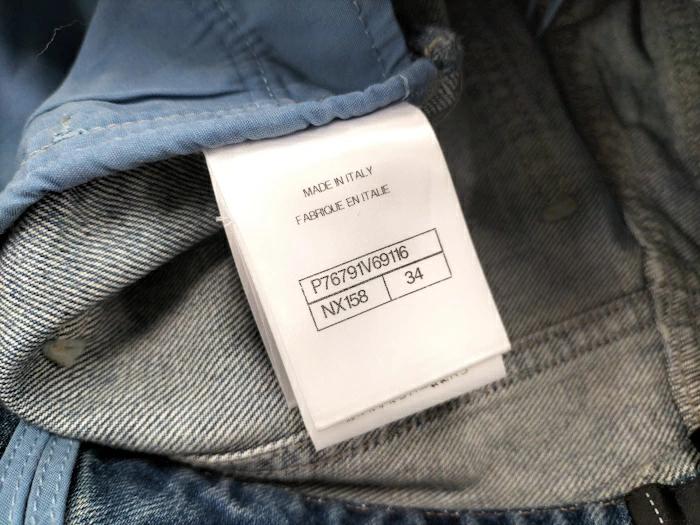 MADE IN ITALY
FABRIQUE EN ITALIE
P76791V69116
NX158 34